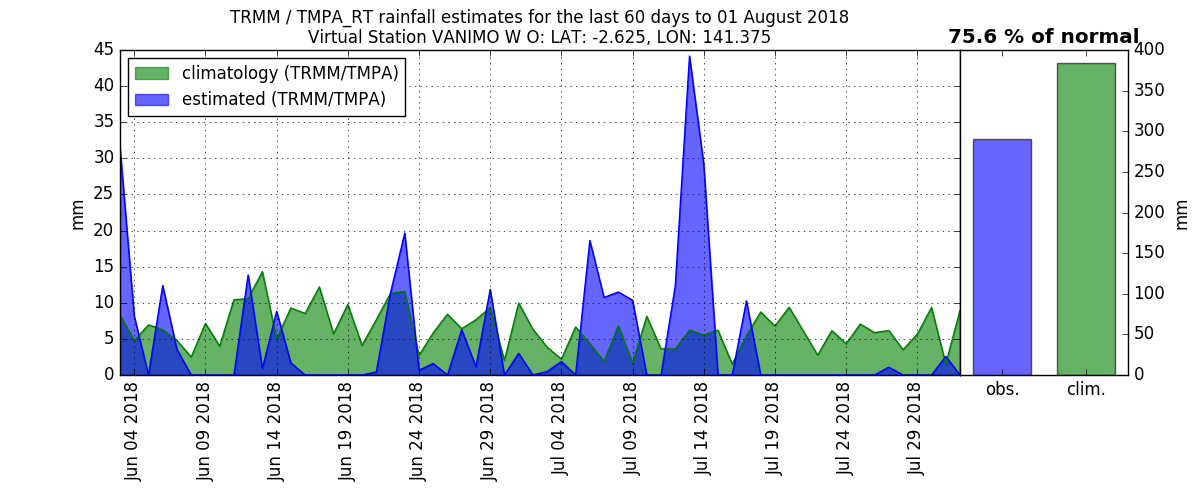 TRMM / TMPA_RT rainfall estimates for the last 60 days to 01 August 2018
Virtual Station VANIMO W O: LAT: -2.625, LON: 141.375
75.6 % of normal
climatology (TRMM/TMPA)
estimated (TRMM/TMPA)
mm
45
40
35
30
25
20
15
10
5
0
Jun 04 2018
Jun 09 2018
Jun 14 2018
Jun 19 2018
Jun 24 2018
Jun 29 2018
Jul 04 2018
Jul 09 2018
Jul 14 2018
Jul 19 2018
Jul 24 2018
Jul 29 2018
obs.
clim.
400
350
300
250
200
150
100
50
0
mm